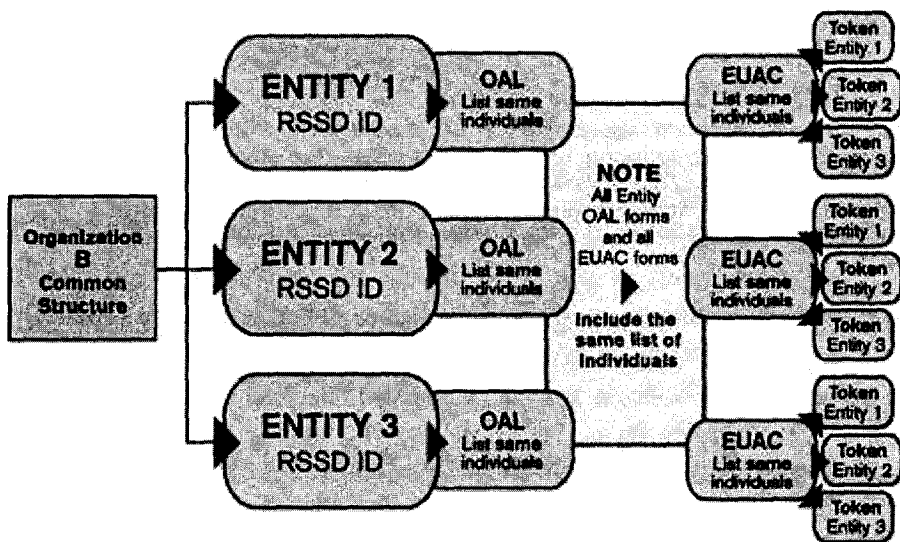 Organization
B
Common
Structure
ENTITY 1
RSSD ID
OAL
List same
individuals
ENTITY 2
RSSD ID
OAL
List same
individuals
ENTITY 3
RSSD ID
OAL
List same
individuals
NOTE
All Entity
OAL forms
and all
EUAC forms
Include the
same list of
individuals
EUAC
List same
individuals
Token
Entity 1
Token
Entity 2
Token
Entity 3
EUAC
List same
individuals
Token
Entity 1
Token
Entity 2
Token
Entity 3
EUAC
List same
individuals
Token
Entity 1
Token
Entity 2
Token
Entity 3